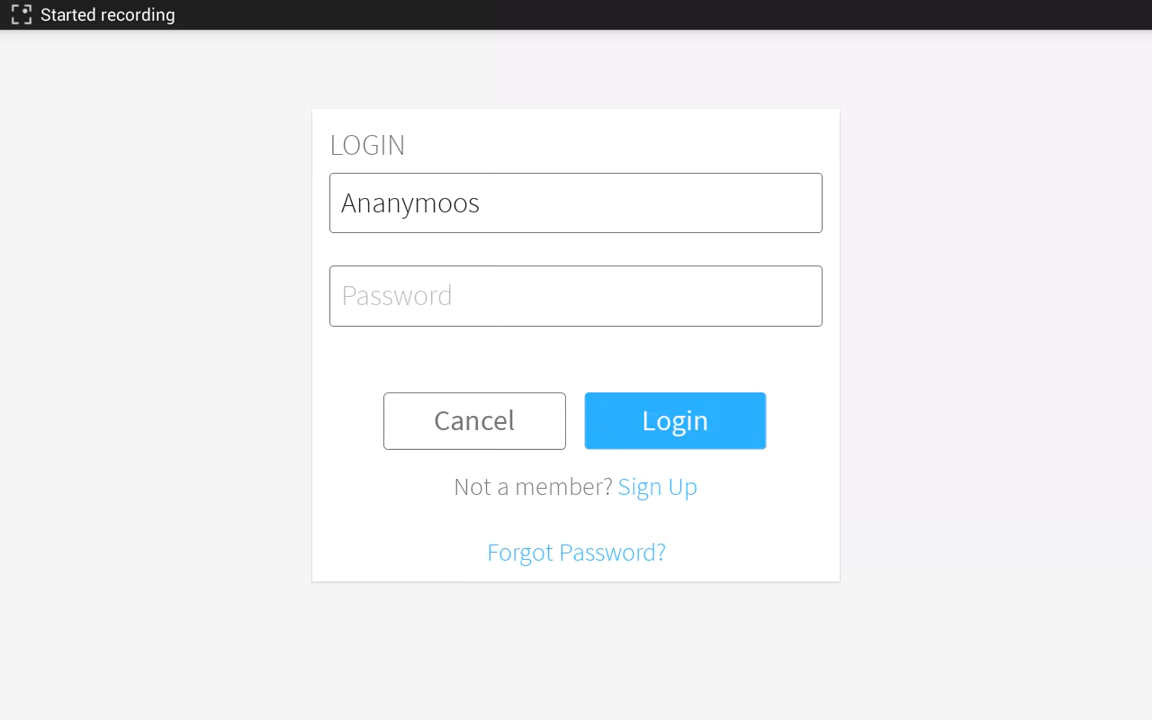 Started recording
LOGIN
Ananymoos
Password
Cancel
Login
Not a member? Sign Up
Forgot Password?